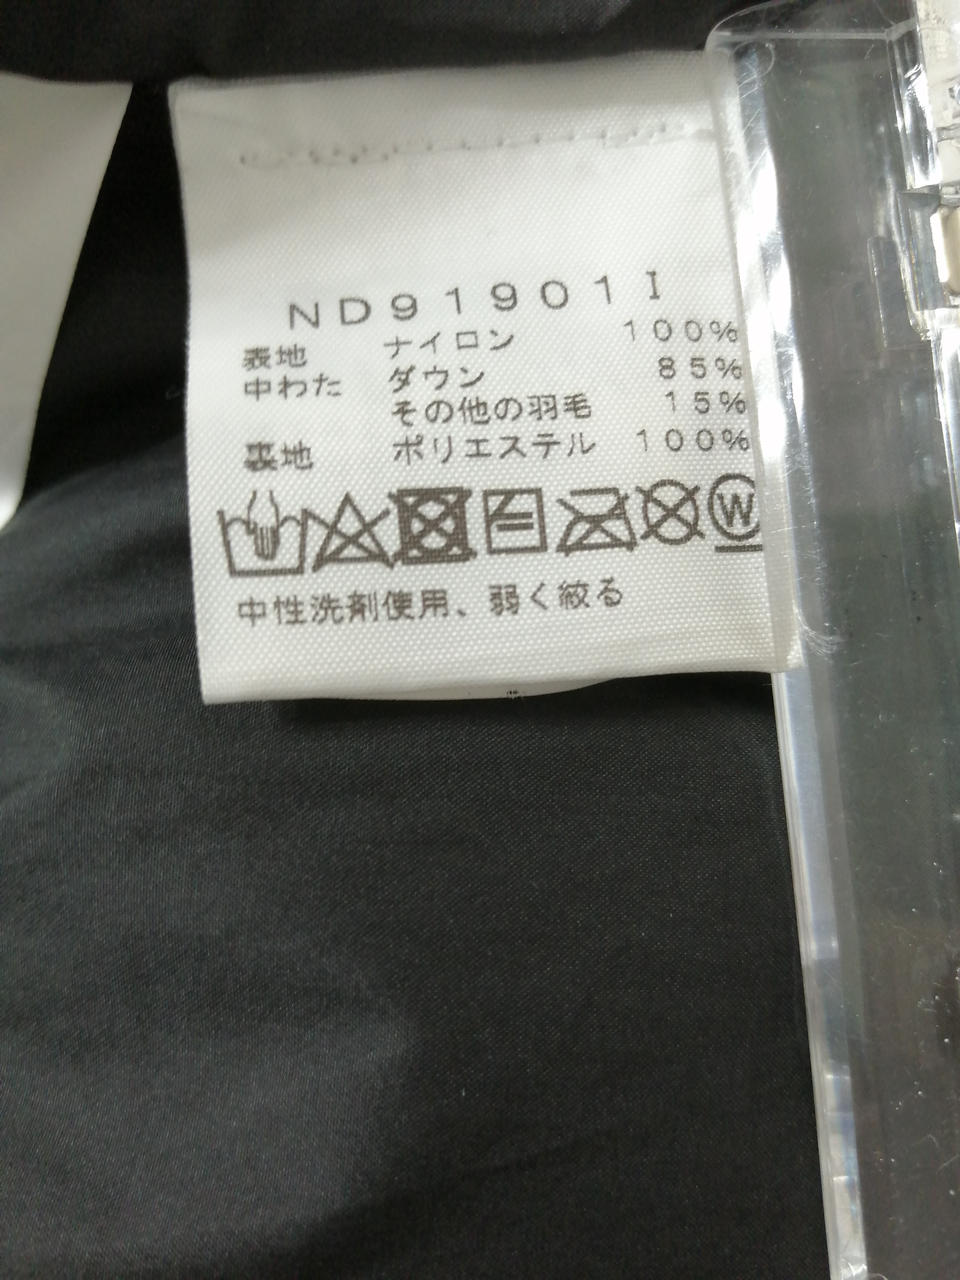 ND91901I
表地 ナイロン 100%
中わた ダウン 85%
その他の羽毛 15%
裏地 ポリエステル 100%
W
中性洗剤使用、弱く絞る